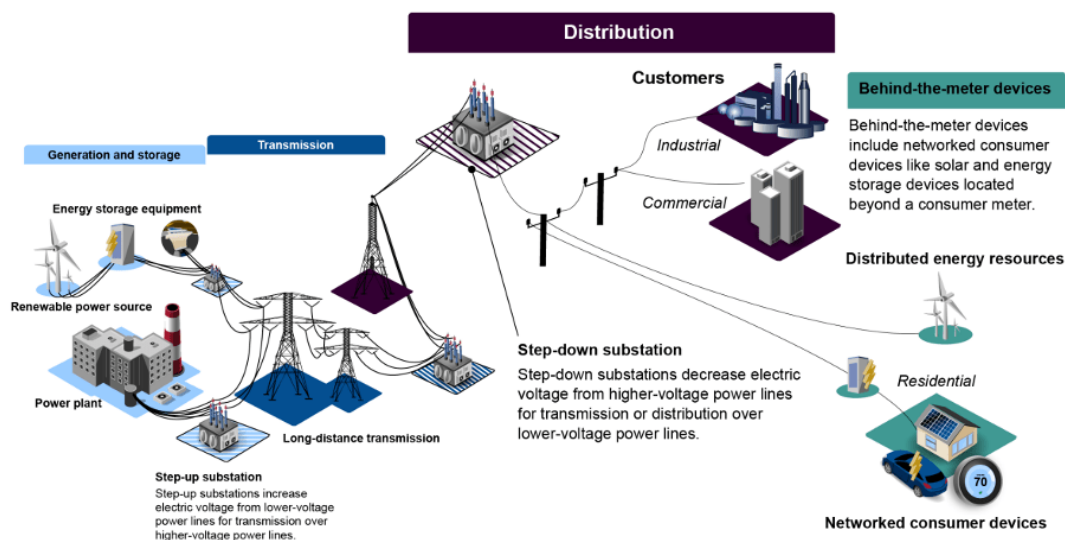 Distribution
Customers
Behind-the-meter devices
Behind-the-meter devices
include networked consumer
devices like solar and energy
storage devices located
beyond a consumer meter.
Industrial
Commercial
Generation and storage
Transmission
Energy storage equipment
Renewable power source
Power plant
Long-distance transmission
Step-up substation
Step-up substations increase
electric voltage from lower-voltage
power lines for transmission over
higher-voltage power lines.
Step-down substation
Step-down substations decrease electric
voltage from higher-voltage power lines
for transmission or distribution over
lower-voltage power lines.
Distributed energy resources
Residential
70
Networked consumer devices